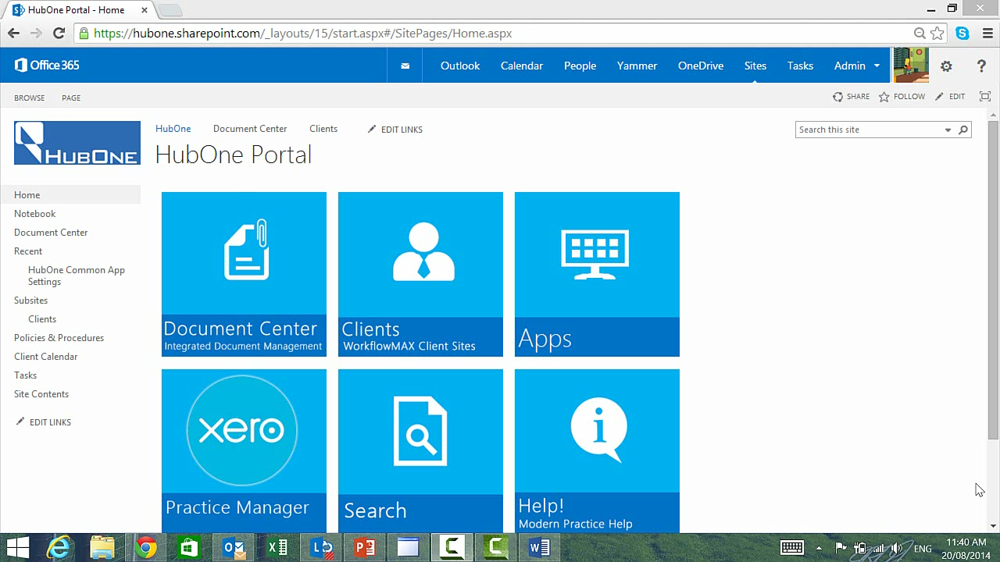 HubOne Portal - Home
https://hubone.sharepoint.com/_layouts/15/start.aspx#/SitePages/Home.aspx
Office 365
Outlook
Calendar
People
Yammer
OneDrive
Sites
Tasks
Admin
?
BROWSE
PAGE
SHARE
FOLLOW
EDIT
HUBONE
HubOne
Document Center
Clients
EDIT LINKS
Search this site
HubOne Portal
Home
Notebook
Document Center
Recent
HubOne Common App
Settings
Subsites
Clients
Policies & Procedures
Client Calendar
Tasks
Site Contents
EDIT LINKS
Document Center
Integrated Document Management
Clients
WorkflowMAX Client Sites
Apps
xero
Practice Manager
Search
i
Help!
Modern Practice Help
ENG
11:40 AM
20/08/2014